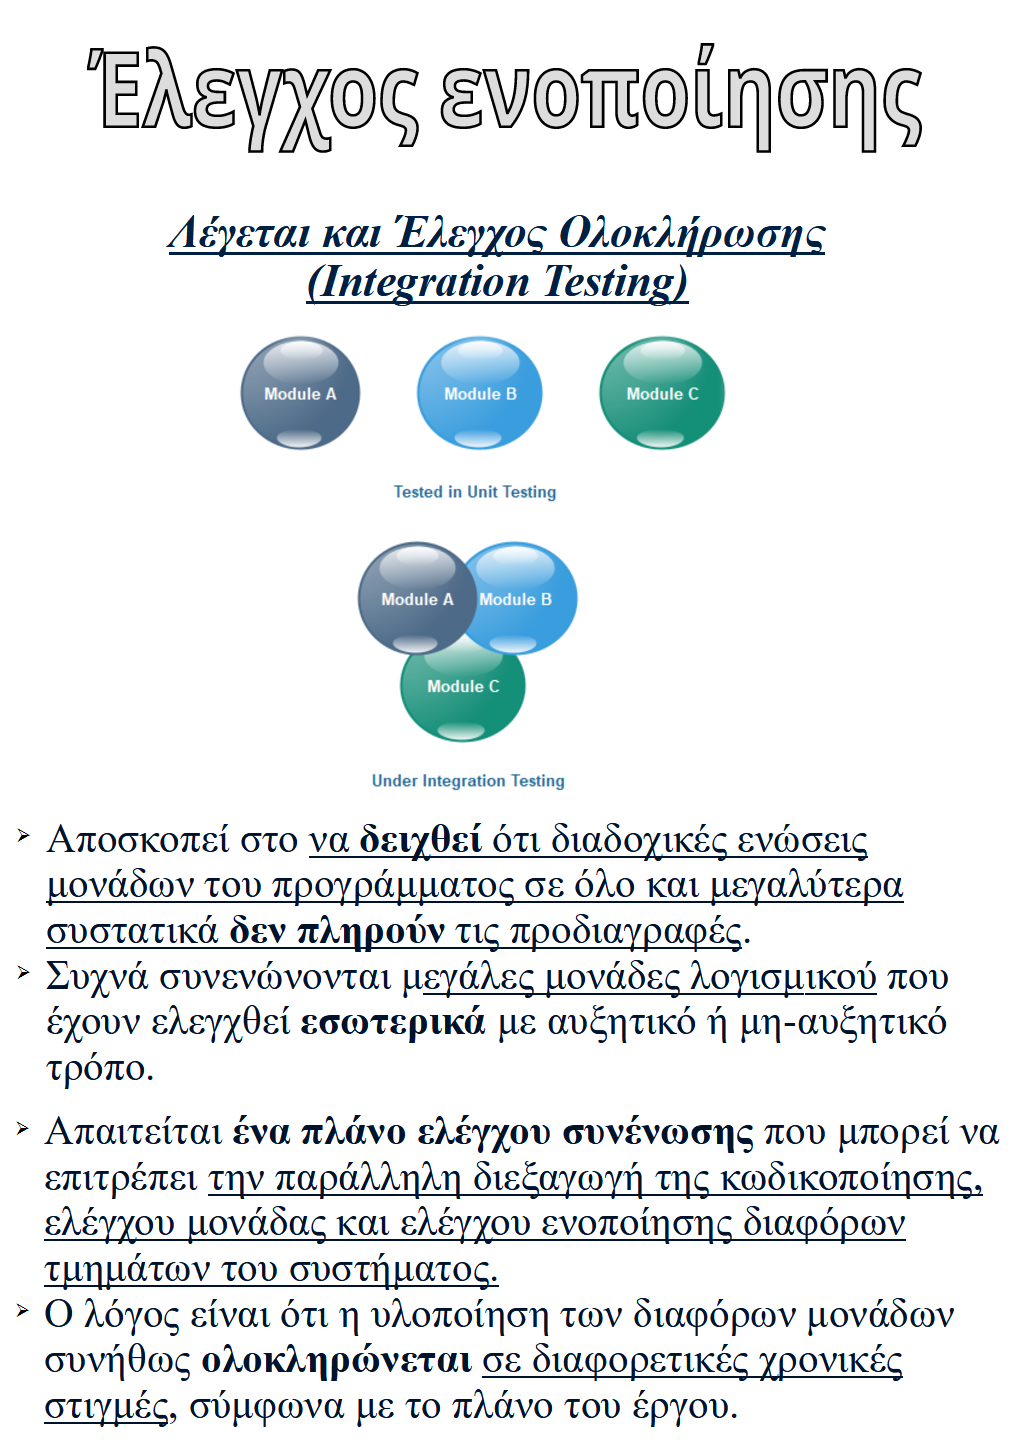 Έλεγχος ενοποίησης
Λέγεται και Έλεγχος Ολοκλήρωσης
(Integration Testing)
Module A
Module B
Module C
Tested in Unit Testing
Module A
Module B
Module C
Under Integration Testing
➢ Αποσκοπεί στο να δειχθεί ότι διαδοχικές ενώσεις
μονάδων του προγράμματος σε όλο και μεγαλύτερα
συστατικά δεν πληρούν τις προδιαγραφές.
➢ Συχνά συνενώνονται μεγάλες μονάδες λογισμικού που
έχουν ελεγχθεί εσωτερικά με αυξητικό ή μη-αυξητικό
τρόπο.
➢ Απαιτείται ένα πλάνο ελέγχου συνένωσης που μπορεί να
επιτρέπει την παράλληλη διεξαγωγή της κωδικοποίησης,
ελέγχου μονάδας και ελέγχου ενοποίησης διαφόρων
τμημάτων του συστήματος.
➢ Ο λόγος είναι ότι η υλοποίηση των διαφόρων μονάδων
συνήθως ολοκληρώνεται σε διαφορετικές χρονικές
στιγμές, σύμφωνα με το πλάνο του έργου.